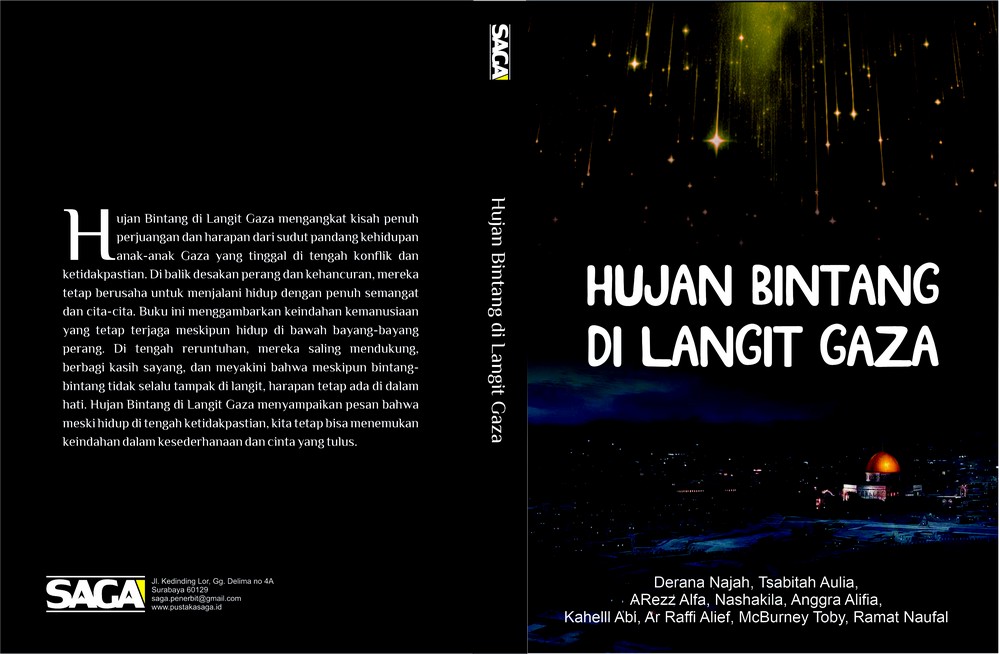 Hujan Bintang di Langit Gaza mengangkat kisah penuh
perjuangan dan harapan dari sudut pandang kehidupan
anak-anak Gaza yang tinggal di tengah konflik dan
ketidakpastian. Di balik desakan perang dan kehancuran, mereka
tetap berusaha untuk menjalani hidup dengan penuh semangat
dan cita-cita. Buku ini menggambarkan keindahan kemanusiaan
yang tetap terjaga meskipun hidup di bawah bayang-bayang
perang. Di tengah reruntuhan, mereka saling mendukung,
berbagi kasih sayang, dan meyakini bahwa meskipun bintang-
bintang tidak selalu tampak di langit, harapan tetap ada di dalam
hati. Hujan Bintang di Langit Gaza menyampaikan pesan bahwa
meski hidup di tengah ketidakpastian, kita tetap bisa menemukan
keindahan dalam kesederhanaan dan cinta yang tulus.
SAGA
Jl. Kedinding Lor, Gg. Delima no 4A
Surabaya 60129
saga.penerbit@gmail.com
www.pustakasaga.id
SAGA
Hujan Bintang di Langit Gaza
HUJAN BINTANG
DI LANGIT GAZA
Derana Najah, Tsabitah Aulia,
ARezz Alfa, Nashakila, Anggra Alifia,
Kahelll Abi, Ar Raffi Alief, McBurney Toby, Ramat Naufal